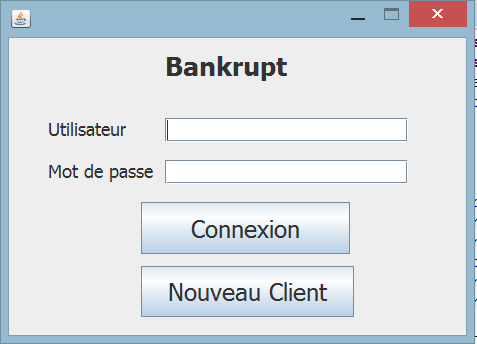 Bankrupt
Utilisateur
Mot de passe
Connexion
Nouveau Client